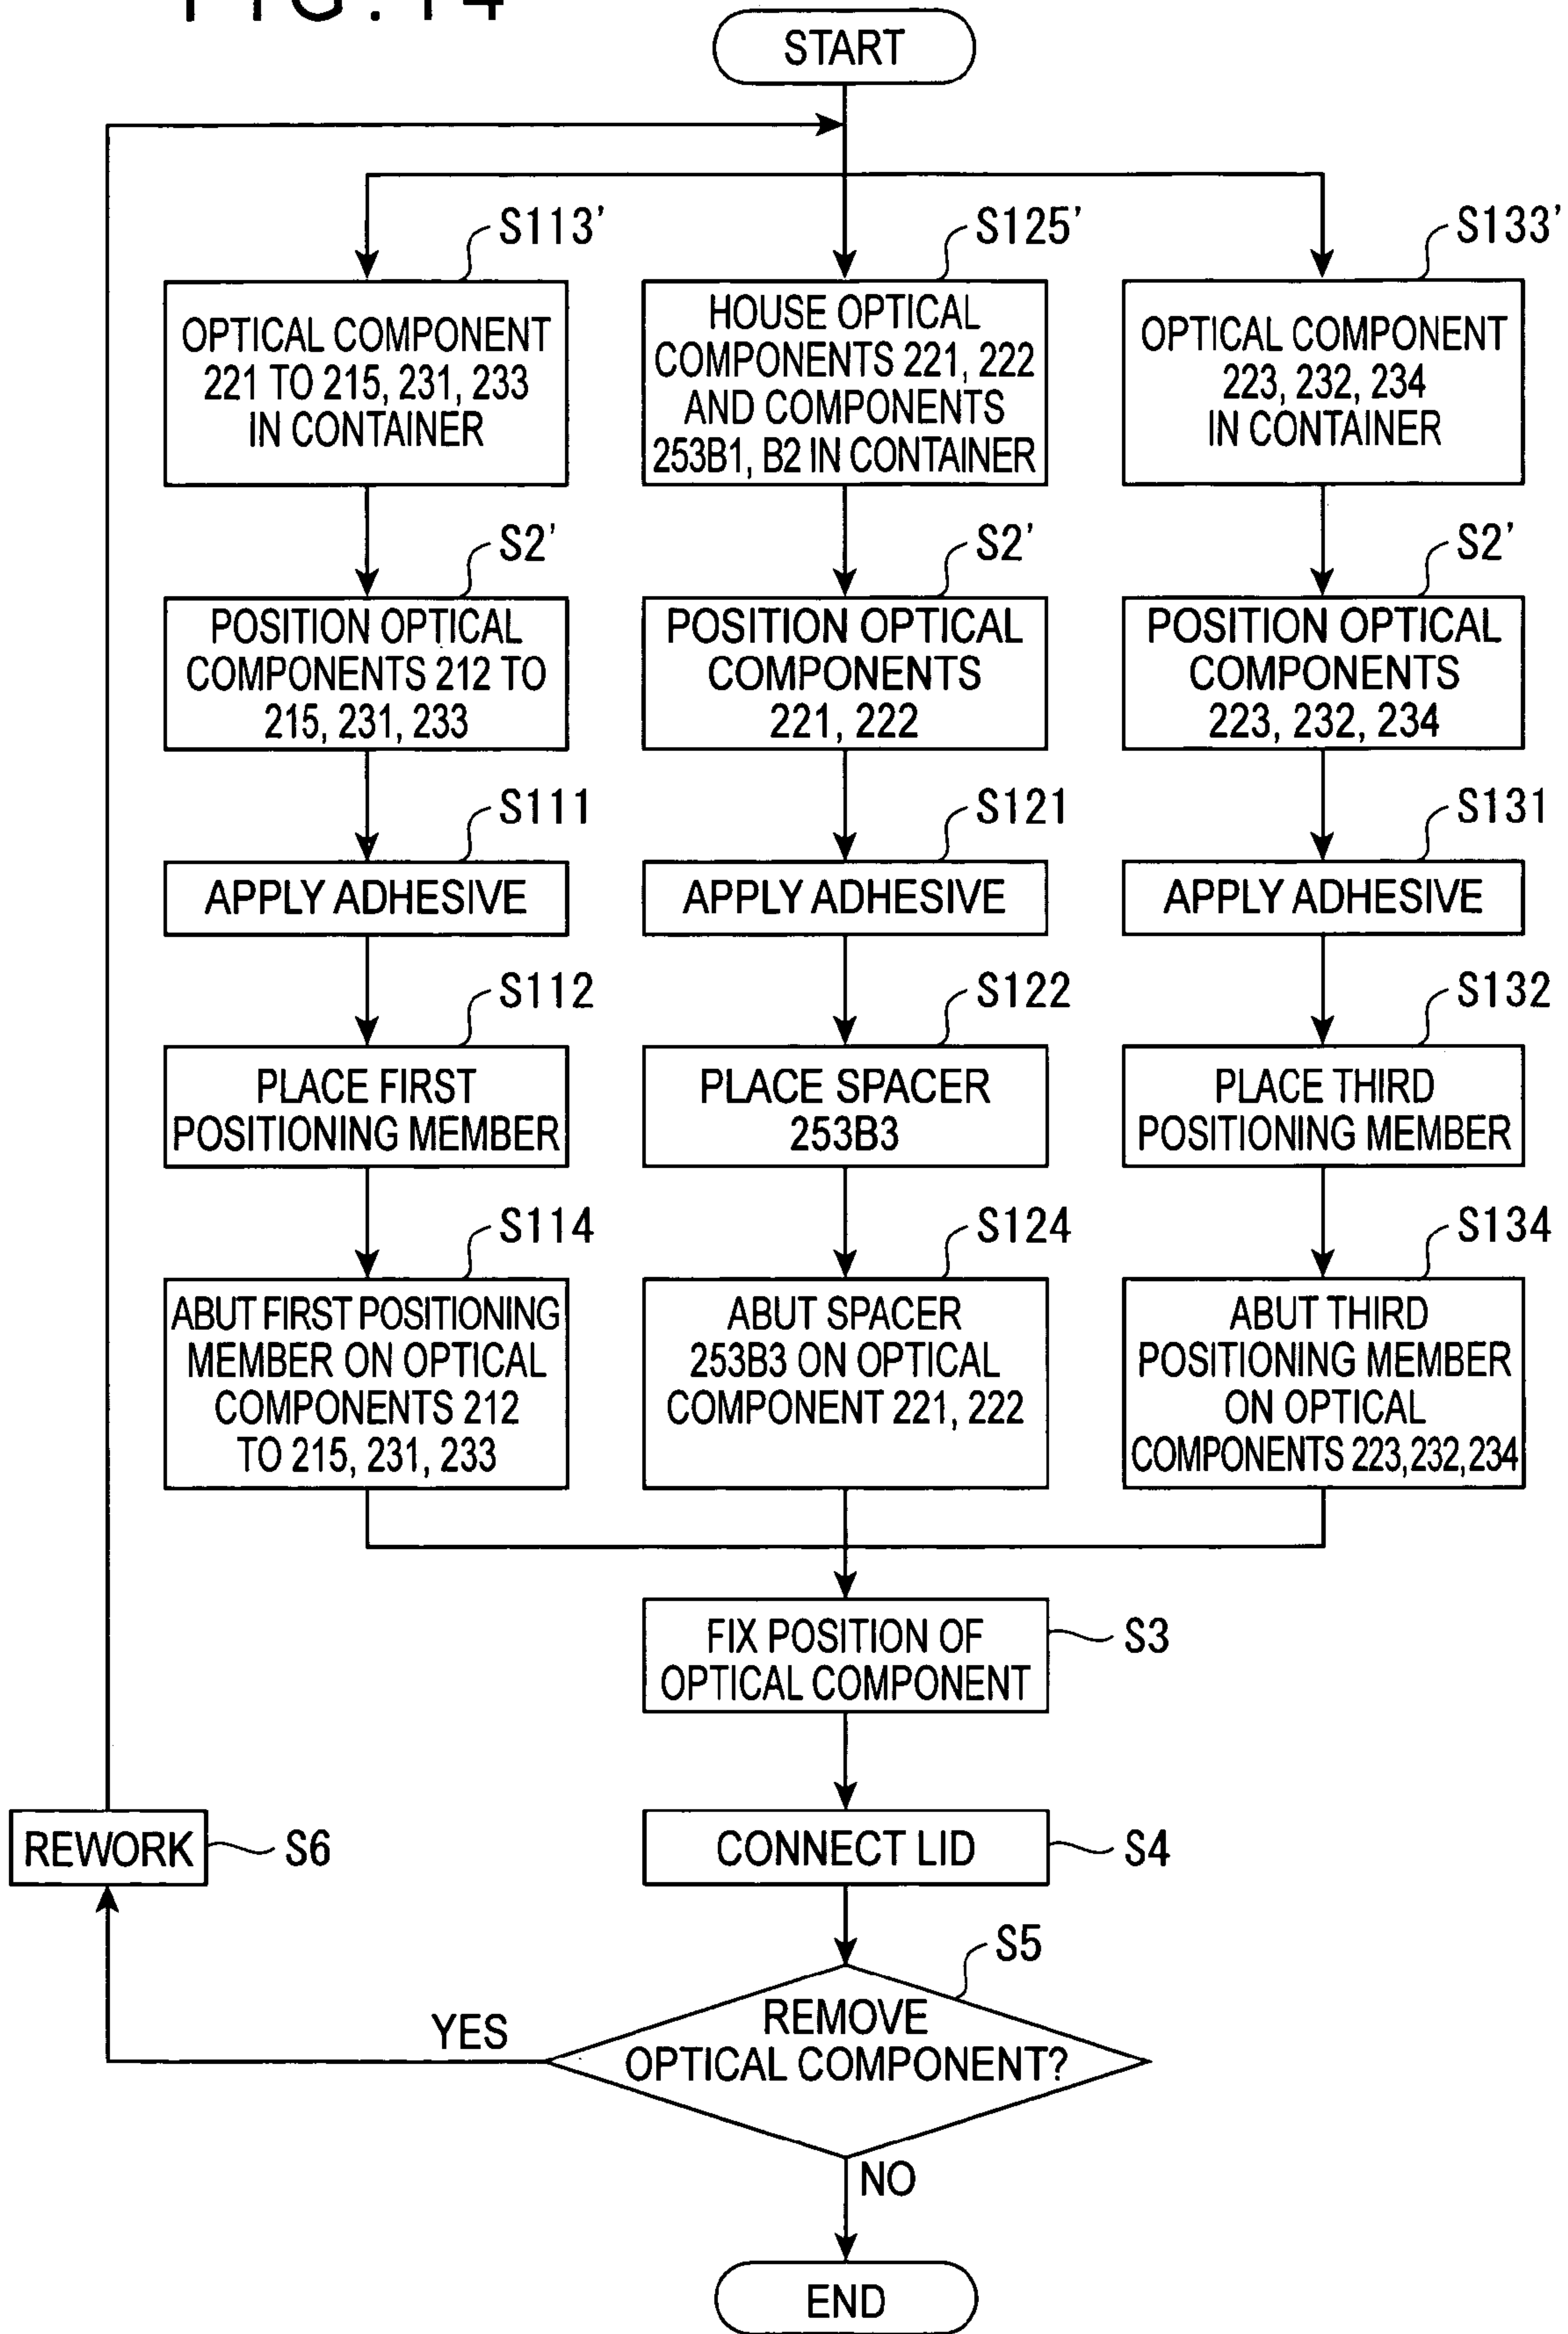 FIG.14
START
S113'
S125'
S133'
OPTICAL COMPONENT
221 TO 215, 231, 233
IN CONTAINER
HOUSE OPTICAL
COMPONENTS 221, 222
AND COMPONENTS
253B1, B2 IN CONTAINER
OPTICAL COMPONENT
223, 232, 234
IN CONTAINER
S2'
S2'
S2'
POSITION OPTICAL
COMPONENTS 212 TO
215, 231, 233
POSITION OPTICAL
COMPONENTS
221, 222
POSITION OPTICAL
COMPONENTS
223, 232, 234
S111
S121
S131
APPLY ADHESIVE
APPLY ADHESIVE
APPLY ADHESIVE
S112
S122
S132
PLACE FIRST
POSITIONING MEMBER
PLACE SPACER
253B3
PLACE THIRD
POSITIONING MEMBER
S114
S124
S134
ABUT FIRST POSITIONING
MEMBER ON OPTICAL
COMPONENTS 212
TO 215, 231, 233
ABUT SPACER
253B3 ON OPTICAL
COMPONENT 221, 222
ABUT THIRD
POSITIONING MEMBER
ON OPTICAL
COMPONENTS 223,232,234
FIX POSITION OF
OPTICAL COMPONENT
S3
REWORK
S6
CONNECT LID
S4
S5
YES
REMOVE
OPTICAL COMPONENT?
NO
END